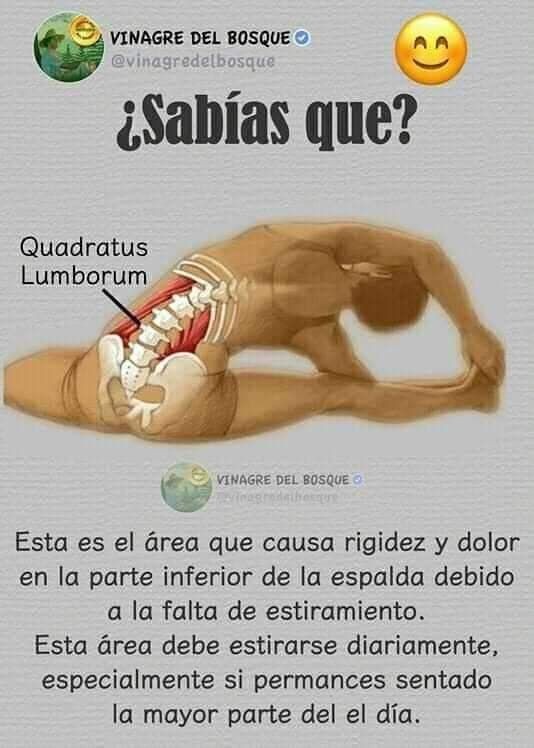 VINAGRE DEL BOSQUE
@vinagredelbosque
¿Sabías que?
Quadratus
Lumborum
VINAGRE DEL BOSQUE
@vinagredelbosque
Esta es el área que causa rigidez y dolor
en la parte inferior de la espalda debido
a la falta de estiramiento.
Esta área debe estirarse diariamente,
especialmente si permances sentado
la mayor parte del el día.